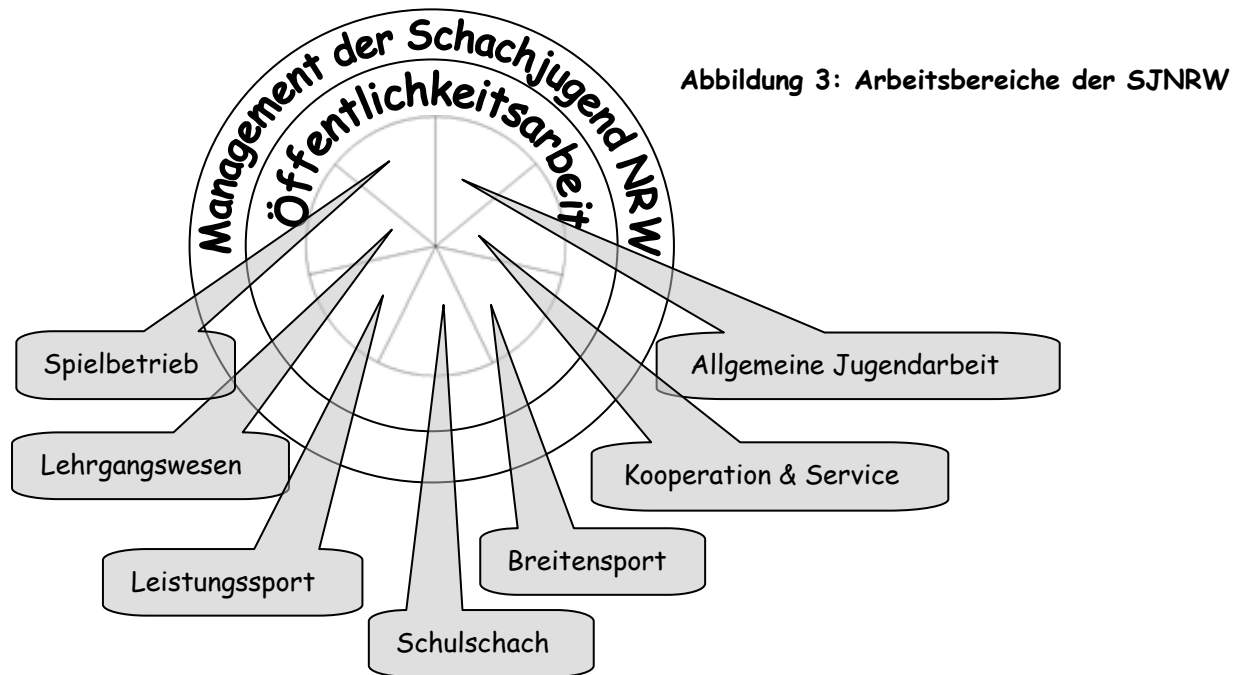 Management der Schachjugend NRW
Abbildung 3: Arbeitsbereiche der SJNRW
Öffentlichkeitsarbeit
Spielbetrieb
Allgemeine Jugendarbeit
Lehrgangswesen
Kooperation & Service
Leistungssport
Breitensport
Schulschach